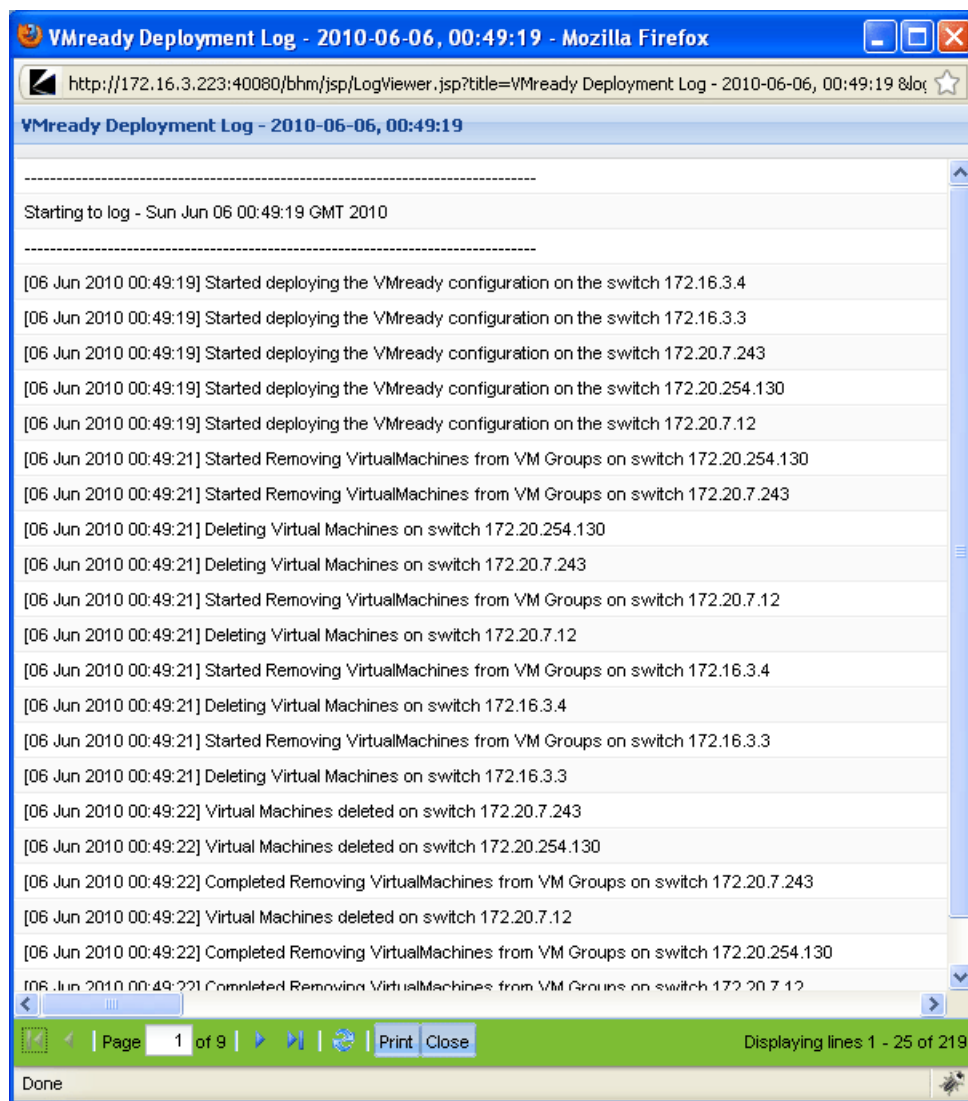 VMready Deployment Log - 2010-06-06, 00:49:19 - Mozilla Firefox
http://172.16.3.223:40080/bhm/jsp/LogViewer.jsp?title=VMready Deployment Log - 2010-06-06, 00:49:19 &log
VMready Deployment Log - 2010-06-06, 00:49:19
--------------------------------------------------------------------------------
Starting to log - Sun Jun 06 00:49:19 GMT 2010
--------------------------------------------------------------------------------
[06 Jun 2010 00:49:19] Started deploying the VMready configuration on the switch 172.16.3.4
[06 Jun 2010 00:49:19] Started deploying the VMready configuration on the switch 172.16.3.3
[06 Jun 2010 00:49:19] Started deploying the VMready configuration on the switch 172.20.7.243
[06 Jun 2010 00:49:19] Started deploying the VMready configuration on the switch 172.20.254.130
[06 Jun 2010 00:49:19] Started deploying the VMready configuration on the switch 172.20.7.12
[06 Jun 2010 00:49:21] Started Removing VirtualMachines from VM Groups on switch 172.20.254.130
[06 Jun 2010 00:49:21] Started Removing VirtualMachines from VM Groups on switch 172.20.7.243
[06 Jun 2010 00:49:21] Deleting Virtual Machines on switch 172.20.254.130
[06 Jun 2010 00:49:21] Deleting Virtual Machines on switch 172.20.7.243
[06 Jun 2010 00:49:21] Started Removing VirtualMachines from VM Groups on switch 172.20.7.12
[06 Jun 2010 00:49:21] Deleting Virtual Machines on switch 172.20.7.12
[06 Jun 2010 00:49:21] Started Removing VirtualMachines from VM Groups on switch 172.16.3.4
[06 Jun 2010 00:49:21] Deleting Virtual Machines on switch 172.16.3.4
[06 Jun 2010 00:49:21] Started Removing VirtualMachines from VM Groups on switch 172.16.3.3
[06 Jun 2010 00:49:21] Deleting Virtual Machines on switch 172.16.3.3
[06 Jun 2010 00:49:22] Virtual Machines deleted on switch 172.20.7.243
[06 Jun 2010 00:49:22] Virtual Machines deleted on switch 172.20.254.130
[06 Jun 2010 00:49:22] Completed Removing VirtualMachines from VM Groups on switch 172.20.7.243
[06 Jun 2010 00:49:22] Virtual Machines deleted on switch 172.20.7.12
[06 Jun 2010 00:49:22] Completed Removing VirtualMachines from VM Groups on switch 172.20.254.130
[06 Jun 2010 00:49:22] Completed Removing VirtualMachines from VM Groups on switch 172.20.7.12
Page 1 of 9 Print Close Displaying lines 1 - 25 of 219
Done